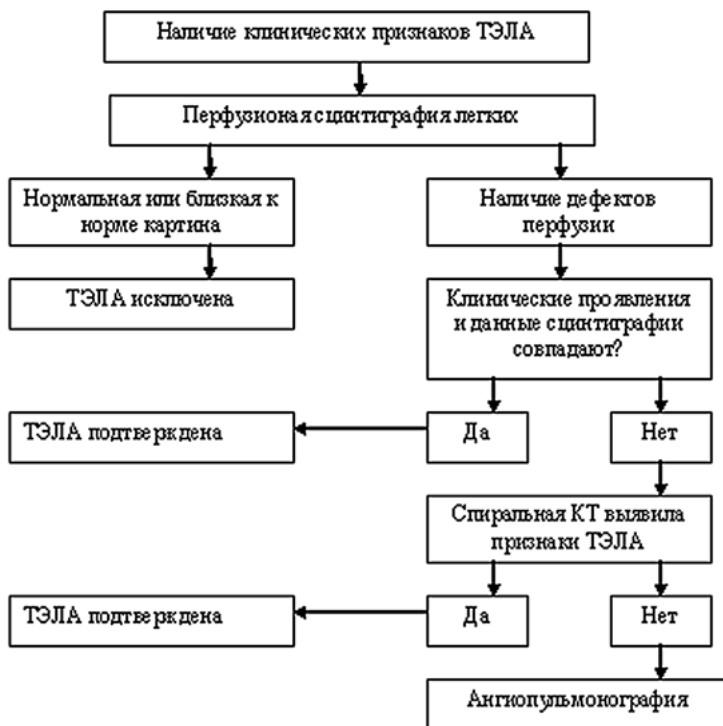 Наличие клинических признаков ТЭЛА
Перфузионая сцинтиграфия легких
Нормальная или близкая к
норме картина
Наличие дефектов
перфузии
ТЭЛА исключена
Клинические проявления
и данные сцинтиграфии
совпадают?
ТЭЛА подтверждена
Да
Нет
Спиральная КТ выявила
признаки ТЭЛА
ТЭЛА подтверждена
Да
Нет
Ангиопульмонография